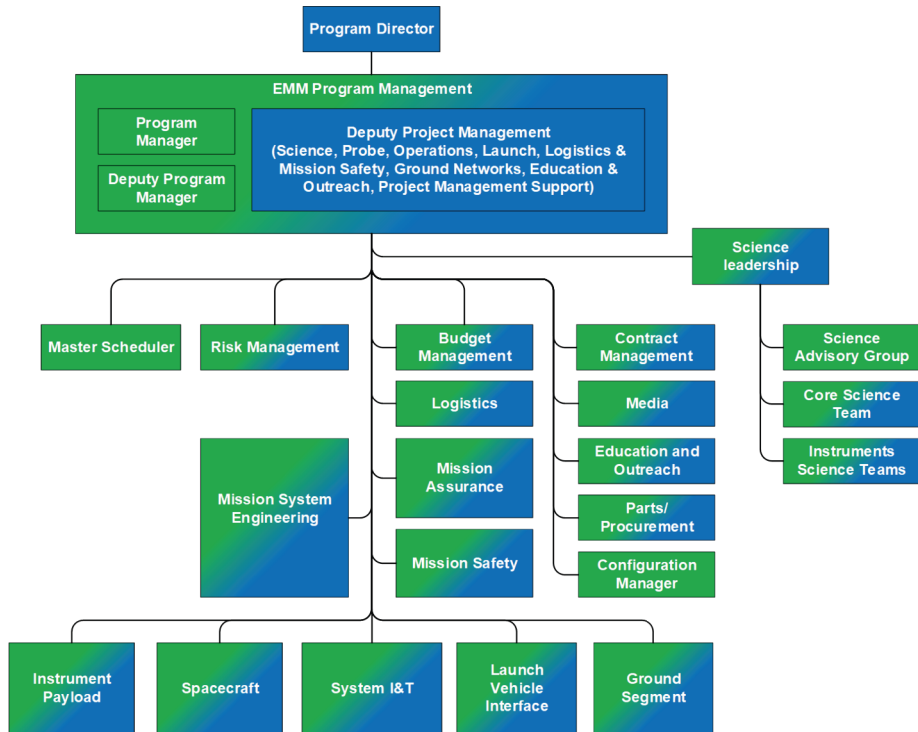 Program Director
EMM Program Management
Program
Manager
Deputy Program
Manager
Deputy Project Management
(Science, Probe, Operations, Launch, Logistics &
Mission Safety, Ground Networks, Education &
Outreach, Project Management Support)
Science
leadership
Master Scheduler
Risk Management
Budget
Management
Contract
Management
Science
Advisory Group
Logistics
Media
Core Science
Team
Mission System
Engineering
Mission
Assurance
Education and
Outreach
Instruments
Science Teams
Parts/
Procurement
Mission Safety
Configuration
Manager
Instrument
Payload
Spacecraft
System I&T
Launch
Vehicle
Interface
Ground
Segment